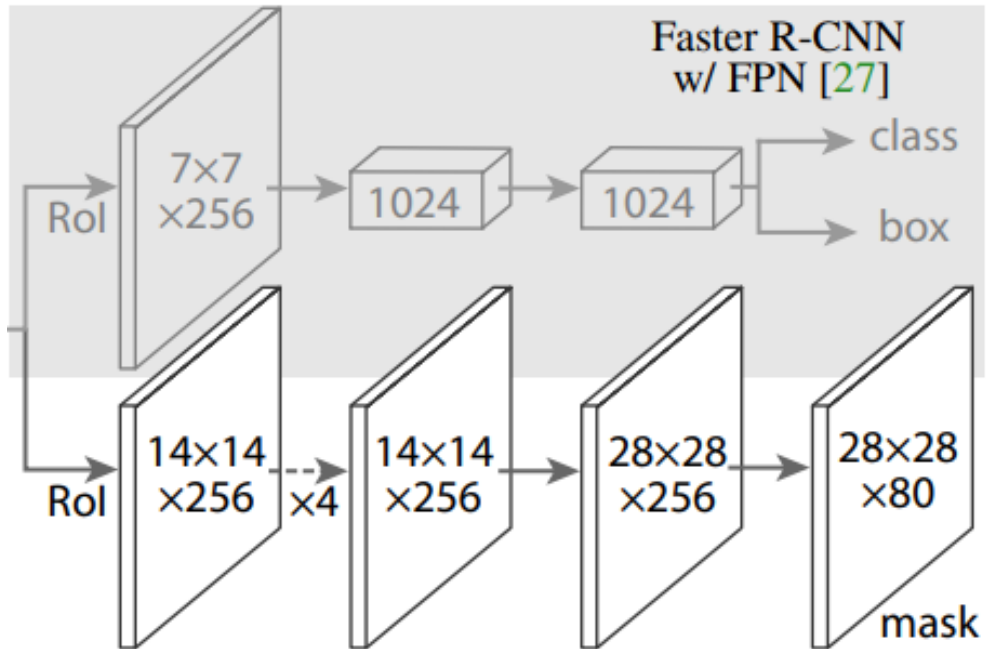 Faster R-CNN
w/ FPN [27]
RoI
7×7
×256
1024
1024
class
box
RoI
14×14
×256
×4
14×14
×256
28×28
×256
28×28
×80
mask